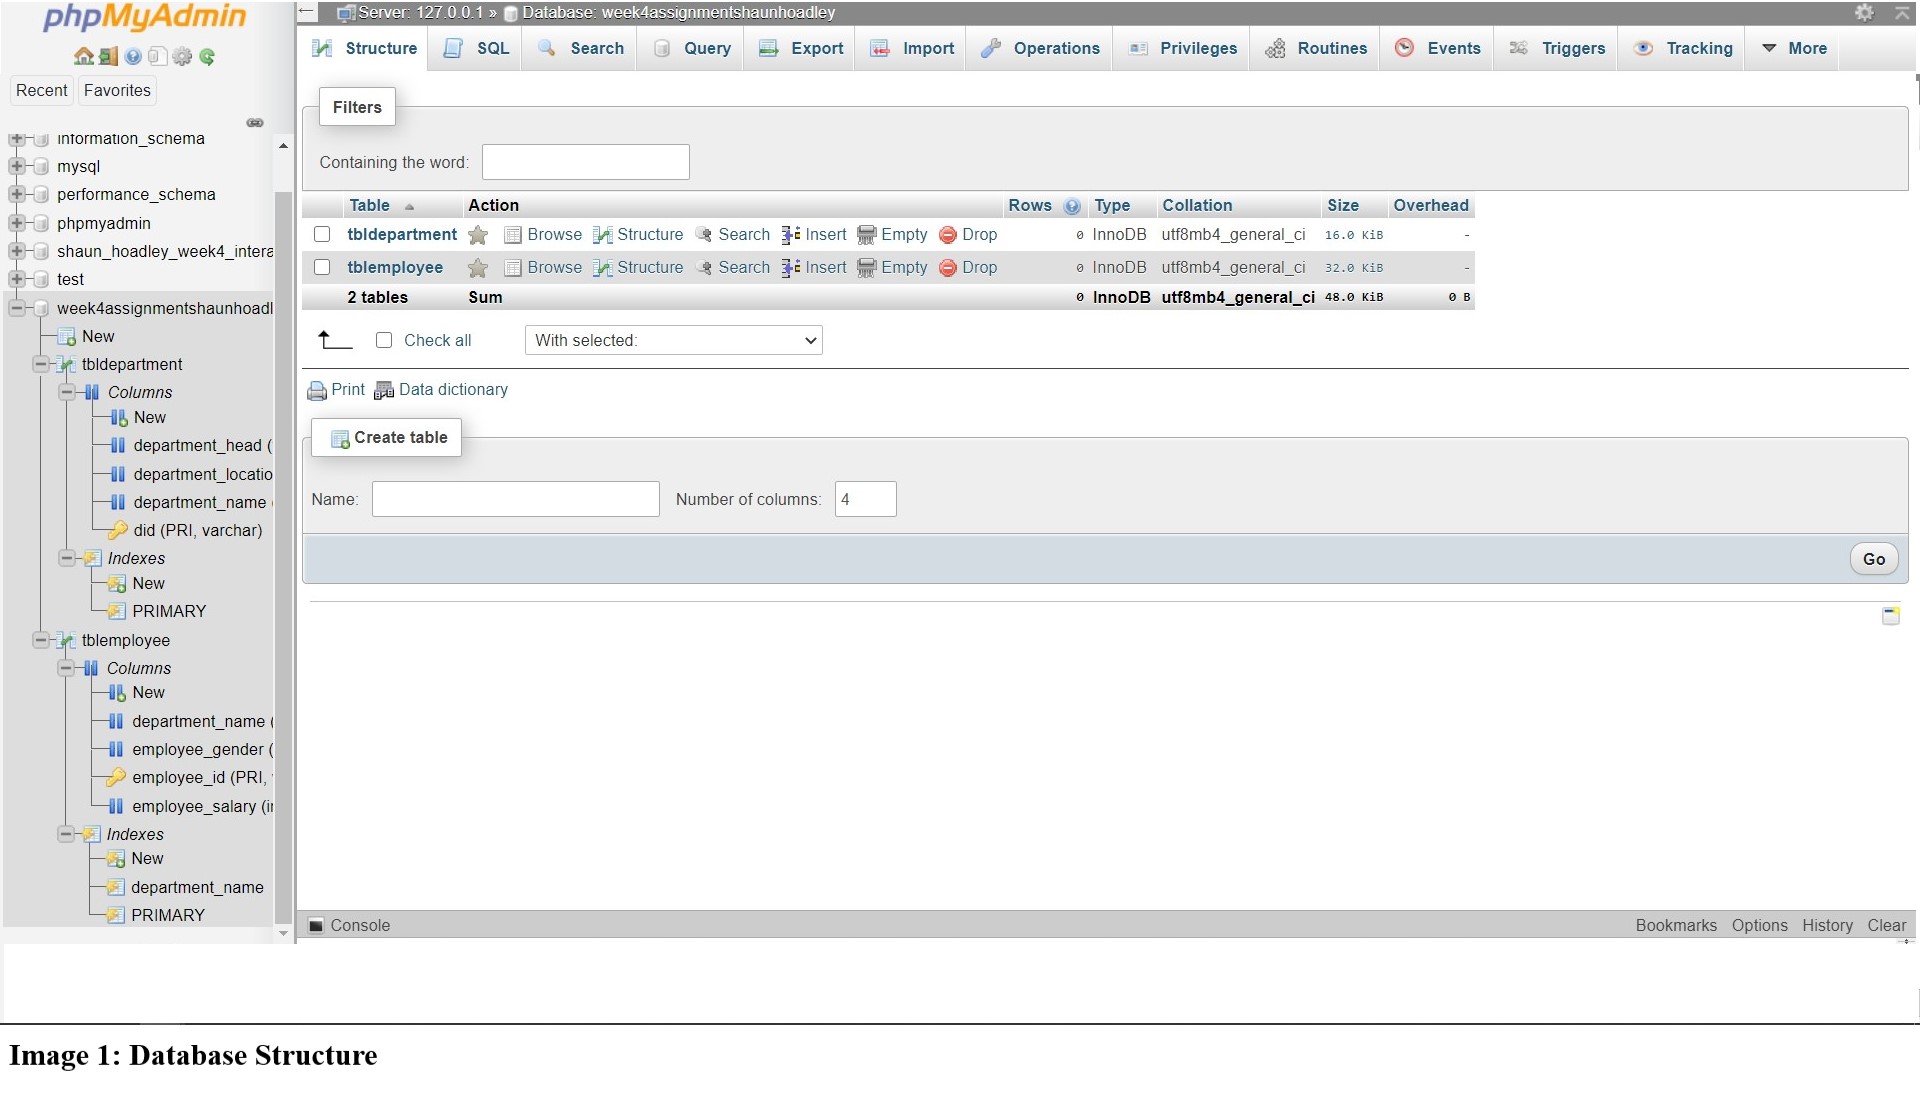 phpMyAdmin
Recent Favorites
information_schema
mysql
performance_schema
phpmyadmin
shaun_hoadley_week4_intera
test
week4assignmentshaunhoadl
New
tbldepartment
Columns
New
department_head (
department_locatio
department_name
did (PRI, varchar)
Indexes
New
PRIMARY
tblemployee
Columns
New
department_name (
employee_gender (
employee_id (PRI,
employee_salary (in
Indexes
New
department_name
PRIMARY
Server: 127.0.0.1 » Database: week4assignmentshaunhoadley
Structure SQL Search Query Export Import Operations Privileges Routines Events Triggers Tracking More
Filters
Containing the word:
Table Action Rows Type Collation Size Overhead
tbldepartment Browse Structure Search Insert Empty Drop 0 InnoDB utf8mb4_general_ci 16.0 KiB -
tblemployee Browse Structure Search Insert Empty Drop 0 InnoDB utf8mb4_general_ci 32.0 KiB -
2 tables Sum 0 InnoDB utf8mb4_general_ci 48.0 KiB 0 B
Check all With selected:
Print Data dictionary
Create table
Name: Number of columns: 4
Go
Console Bookmarks Options History Clear
Image 1: Database Structure